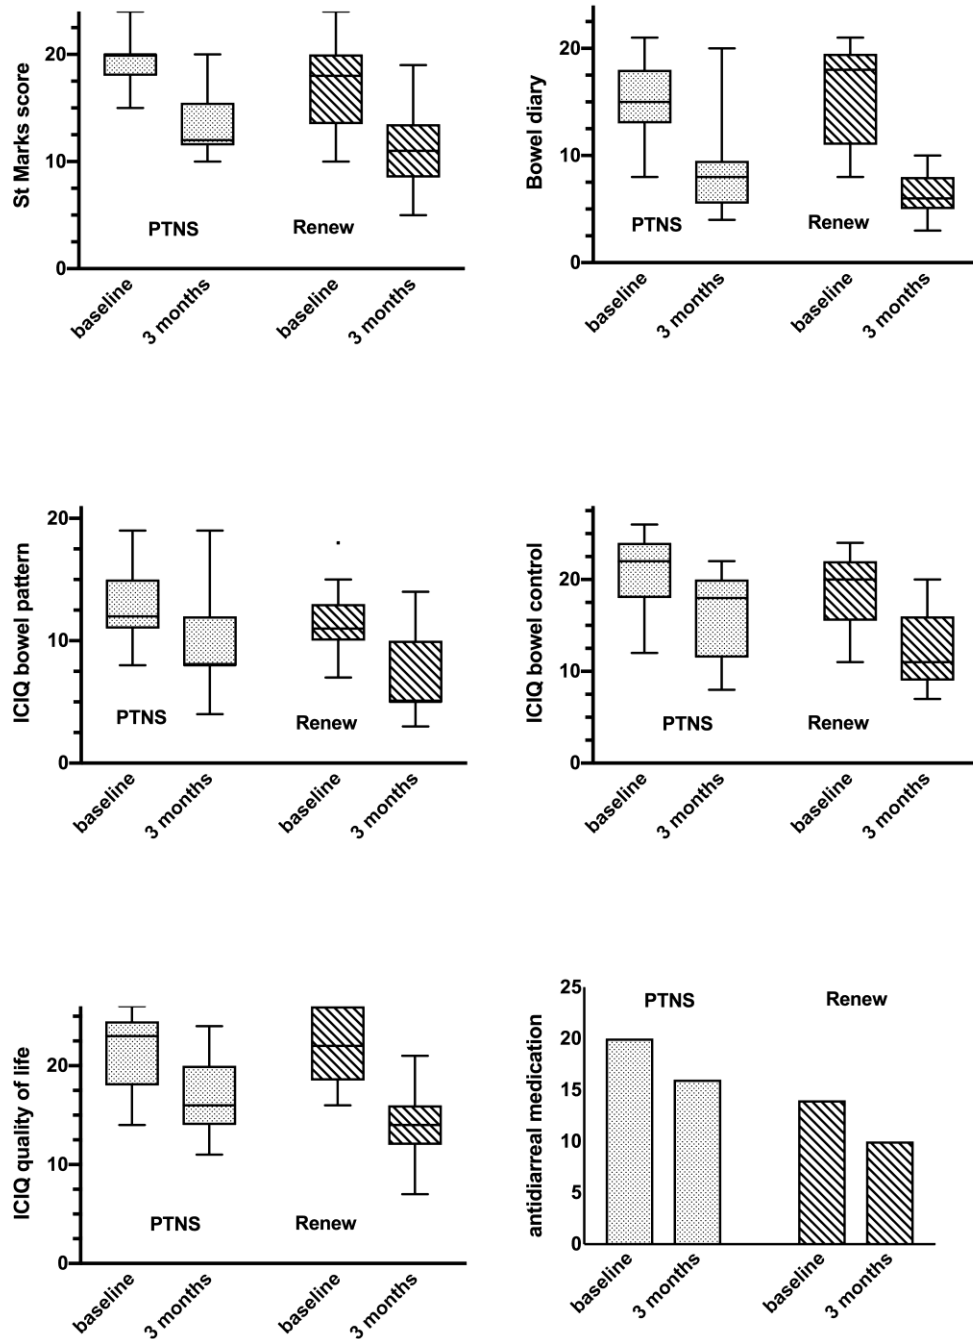 St Marks score
20
10
0
PTNS
Renew
baseline
3 months
baseline
3 months
Bowel diary
20
10
0
PTNS
Renew
baseline
3 months
baseline
3 months
ICIQ bowel pattern
20
10
0
PTNS
Renew
baseline
3 months
baseline
3 months
ICIQ bowel control
20
10
0
PTNS
Renew
baseline
3 months
baseline
3 months
ICIQ quality of life
20
10
0
PTNS
Renew
baseline
3 months
baseline
3 months
antidiarreal medication
25
20
15
10
5
0
PTNS
Renew
baseline
3 months
baseline
3 months